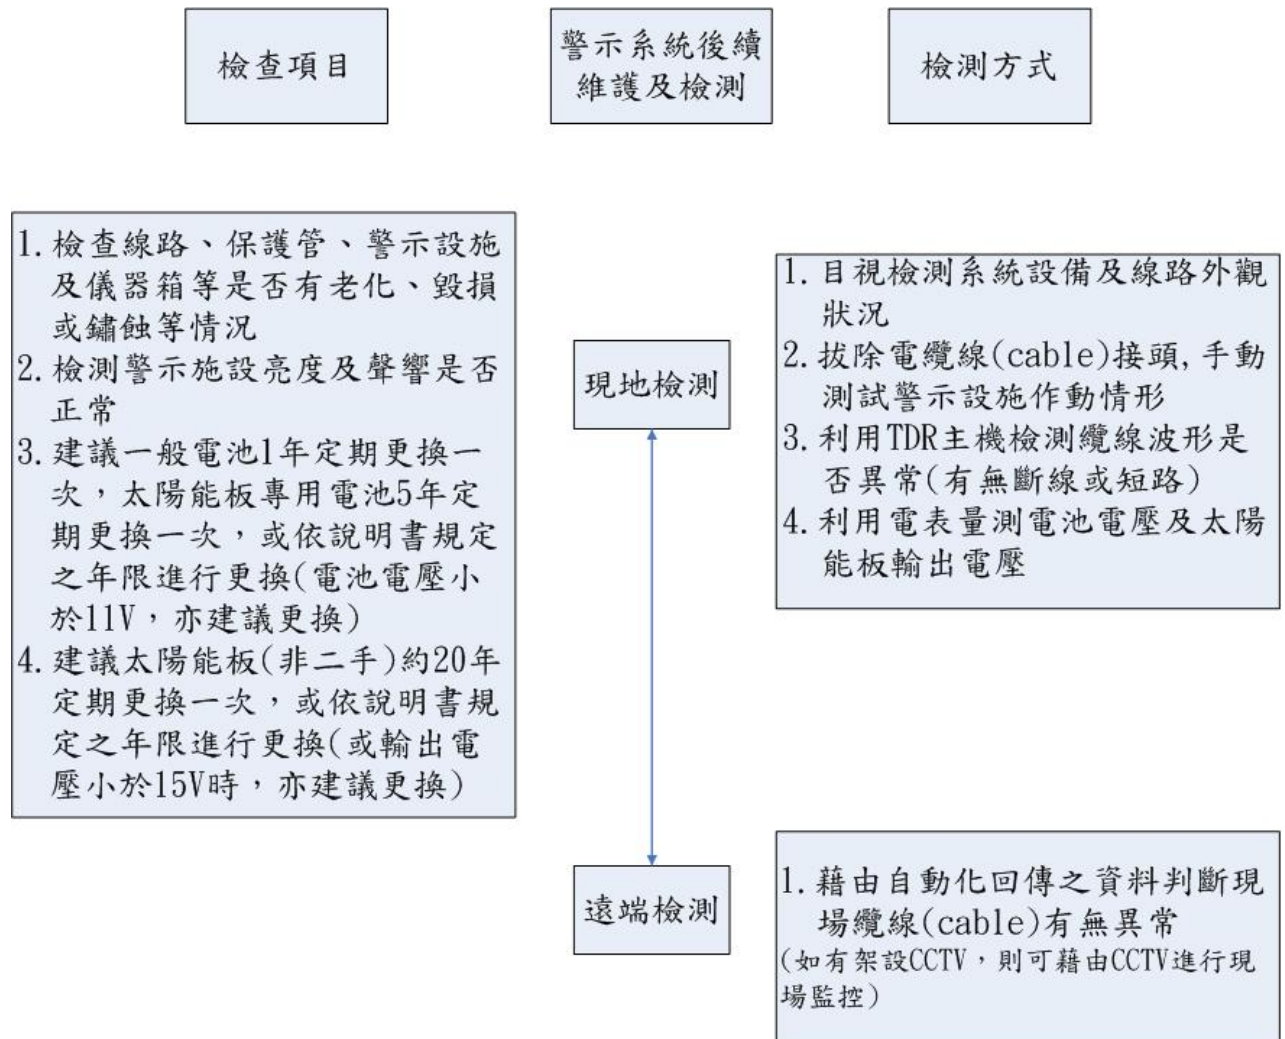 檢查項目
警示系統後續
維護及檢測
檢測方式
1.檢查線路、保護管、警示設施
及儀器箱等是否有老化、毀損
或鏽蝕等情況
2.檢測警示施設亮度及聲響是否
正常
3.建議一般電池1年定期更換一
次，太陽能板專用電池5年定
期更換一次，或依說明書規定
之年限進行更換(電池電壓小
於11V，亦建議更換)
4.建議太陽能板(非二手)約20年
定期更換一次，或依說明書規
定之年限進行更換(或輸出電
壓小於15V時，亦建議更換)
現地檢測
1.目視檢測系統設備及線路外觀
狀況
2.拔除電纜線(cable)接頭,手動
測試警示設施作動情形
3.利用TDR主機檢測纜線波形是
否異常(有無斷線或短路)
4.利用電表量測電池電壓及太陽
能板輸出電壓
遠端檢測
1.藉由自動化回傳之資料判斷現
場纜線(cable)有無異常
(如有架設CCTV，則可藉由CCTV進行現
場監控)